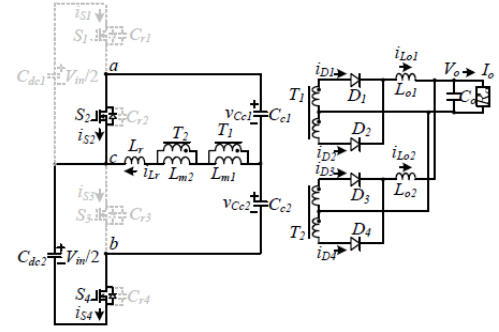 i_S1
S_1
C_r1
C_dc1
V_in/2
a
S_2
C_r2
i_S2
c
L_r
i_Lr
T_2
L_m2
T_1
L_m1
v_Cc1
C_c1
v_Cc2
C_c2
i_S3
S_3
C_r3
b
C_dc2
V_in/2
S_4
C_r4
i_S4
T_1
i_D1
D_1
i_Lo1
L_o1
V_o
I_o
C_o
D_2
i_D2
i_D3
i_Lo2
D_3
L_o2
T_2
D_4
i_D4